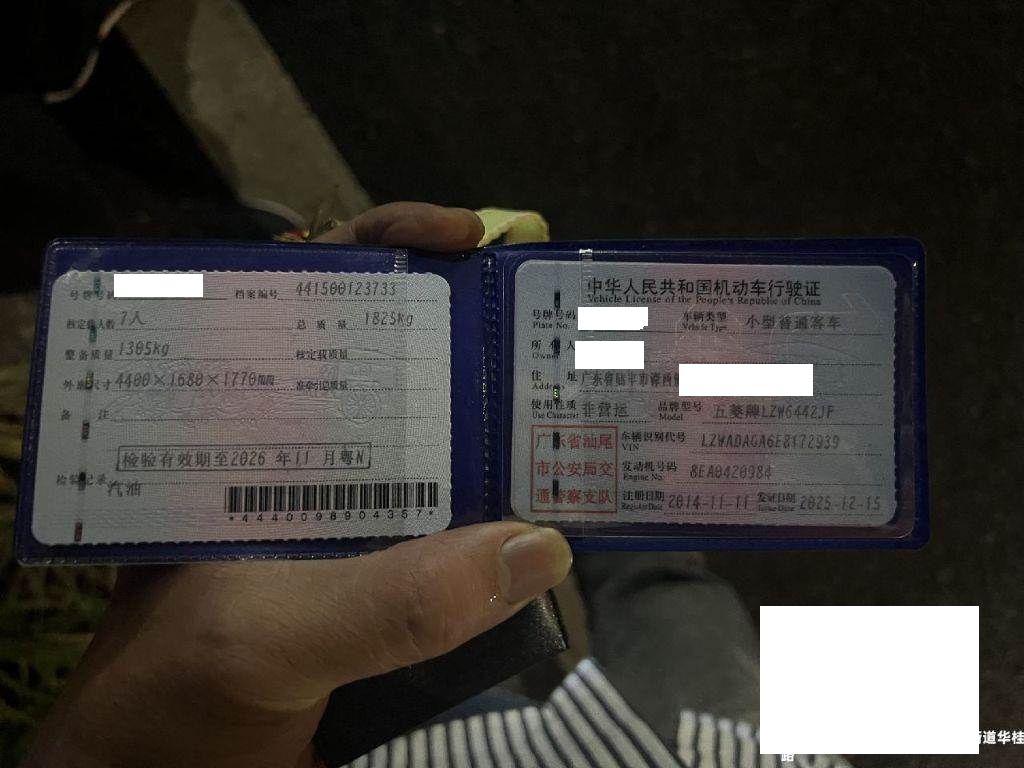 号牌号码
档案编号 441500123733
核定载人数 7人
总质量 1825kg
整备质量 1305kg
核定载质量
外廓尺寸 4400×1680×1770mm
准牵引总质量
备注
检验有效期至2026 年11 月粤N
检验记录
汽油
*4440098904357*
中华人民共和国机动车行驶证
Vehicle License of the People's Republic of China
号牌号码
Plate No.
车辆类型 小型普通客车
Vehicle Type
所有人
Owner
住址 广东省陆丰市
Address
使用性质 非营运
Use Character
品牌型号 五菱牌LZW6442JF
Model
广东省汕尾
市公安局交
通警察支队
车辆识别代号 LZWADAGA6E8172939
VIN
发动机号码 8EA0420984
Engine No.
注册日期 2014-11-11
Register Date
发证日期 2025-12-15
Issue Date
道华桂
路